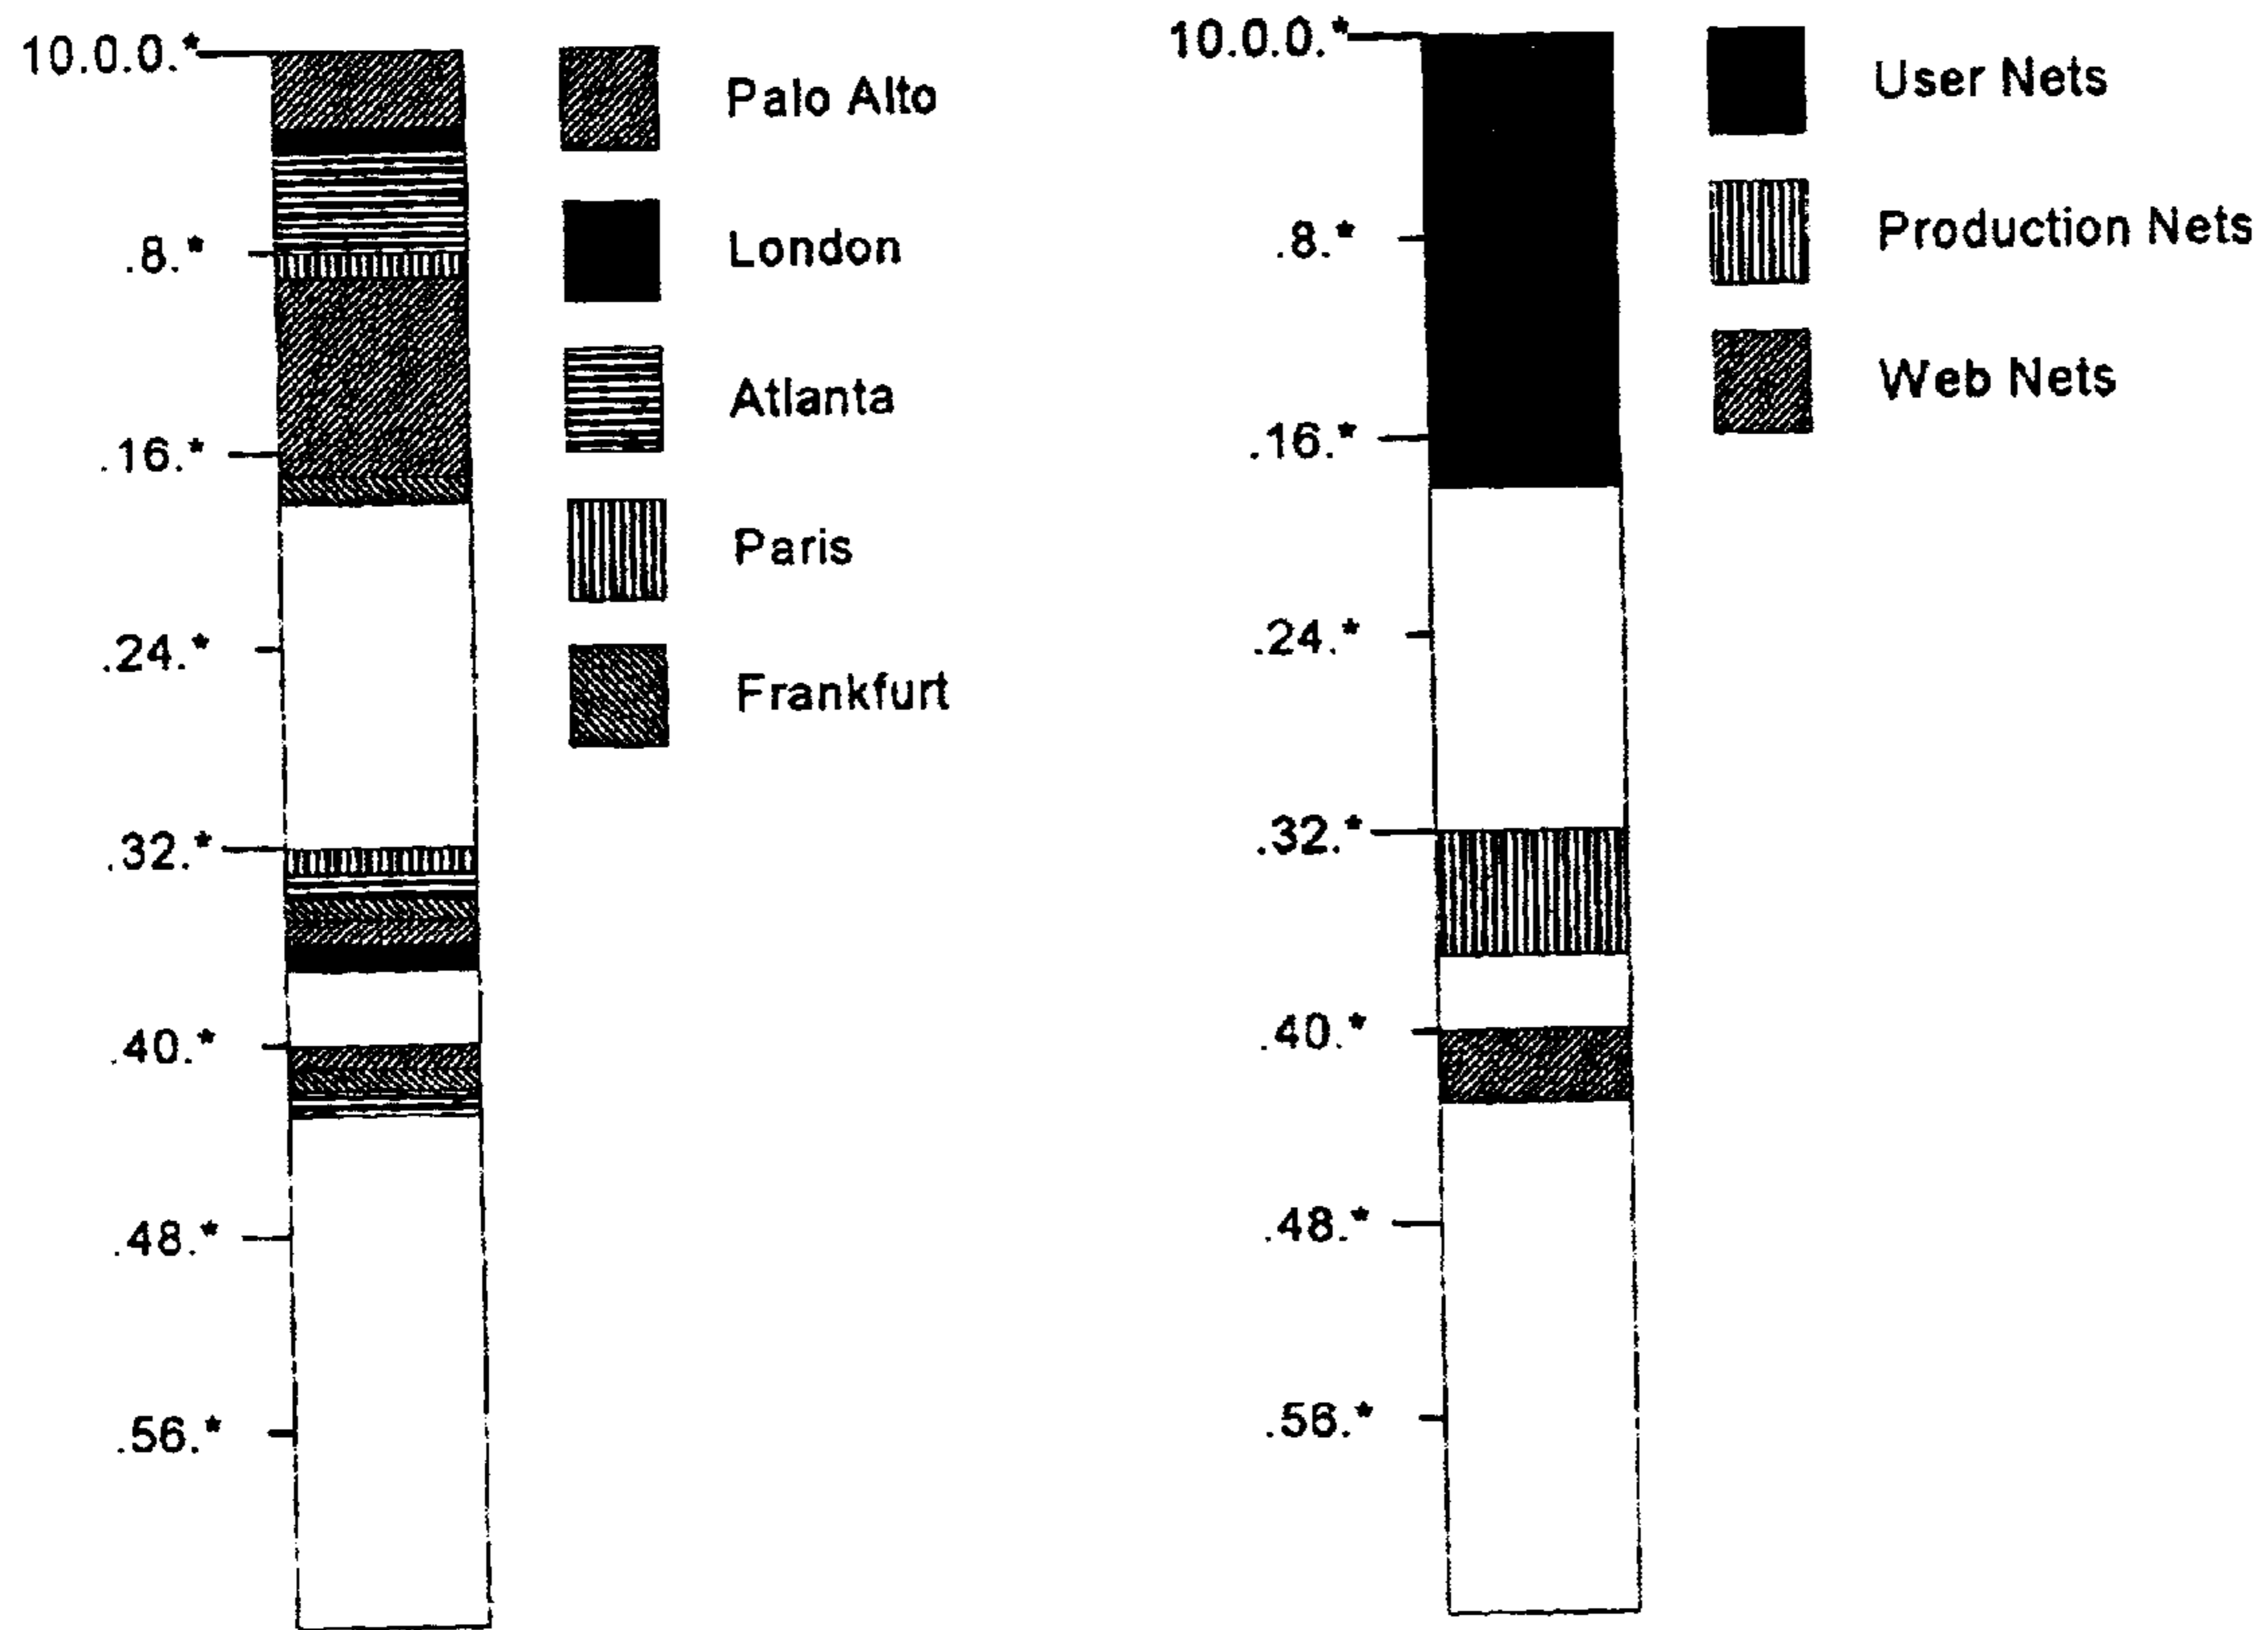 10.0.0.*
.8.*
.16.*
.24.*
.32.*
.40.*
.48.*
.56.*
Palo Alto
London
Atlanta
Paris
Frankfurt
10.0.0.*
.8.*
.16.*
.24.*
.32.*
.40.*
.48.*
.56.*
User Nets
Production Nets
Web Nets